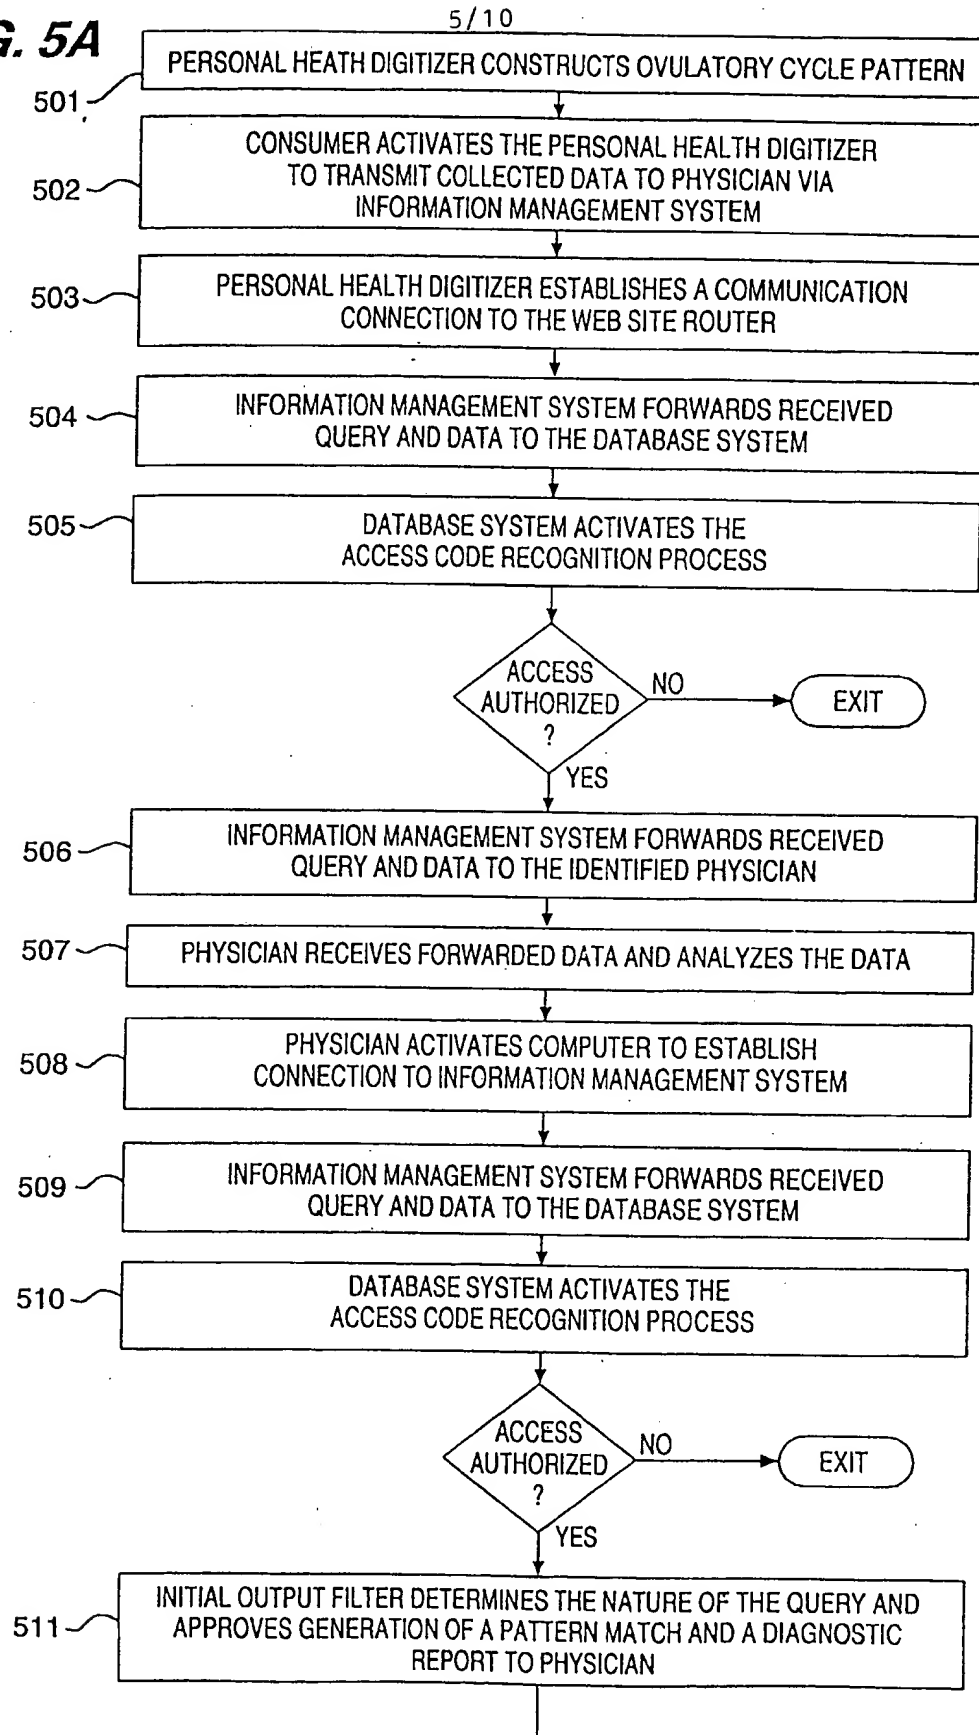 5/10
G. 5A
PERSONAL HEATH DIGITIZER CONSTRUCTS OVULATORY CYCLE PATTERN
501
CONSUMER ACTIVATES THE PERSONAL HEALTH DIGITIZER
TO TRANSMIT COLLECTED DATA TO PHYSICIAN VIA
INFORMATION MANAGEMENT SYSTEM
502
PERSONAL HEALTH DIGITIZER ESTABLISHES A COMMUNICATION
CONNECTION TO THE WEB SITE ROUTER
503
INFORMATION MANAGEMENT SYSTEM FORWARDS RECEIVED
QUERY AND DATA TO THE DATABASE SYSTEM
504
DATABASE SYSTEM ACTIVATES THE
ACCESS CODE RECOGNITION PROCESS
505
ACCESS
AUTHORIZED
?
NO
EXIT
YES
INFORMATION MANAGEMENT SYSTEM FORWARDS RECEIVED
QUERY AND DATA TO THE IDENTIFIED PHYSICIAN
506
PHYSICIAN RECEIVES FORWARDED DATA AND ANALYZES THE DATA
507
PHYSICIAN ACTIVATES COMPUTER TO ESTABLISH
CONNECTION TO INFORMATION MANAGEMENT SYSTEM
508
INFORMATION MANAGEMENT SYSTEM FORWARDS RECEIVED
QUERY AND DATA TO THE DATABASE SYSTEM
509
DATABASE SYSTEM ACTIVATES THE
ACCESS CODE RECOGNITION PROCESS
510
ACCESS
AUTHORIZED
?
NO
EXIT
YES
INITIAL OUTPUT FILTER DETERMINES THE NATURE OF THE QUERY AND
APPROVES GENERATION OF A PATTERN MATCH AND A DIAGNOSTIC
REPORT TO PHYSICIAN
511